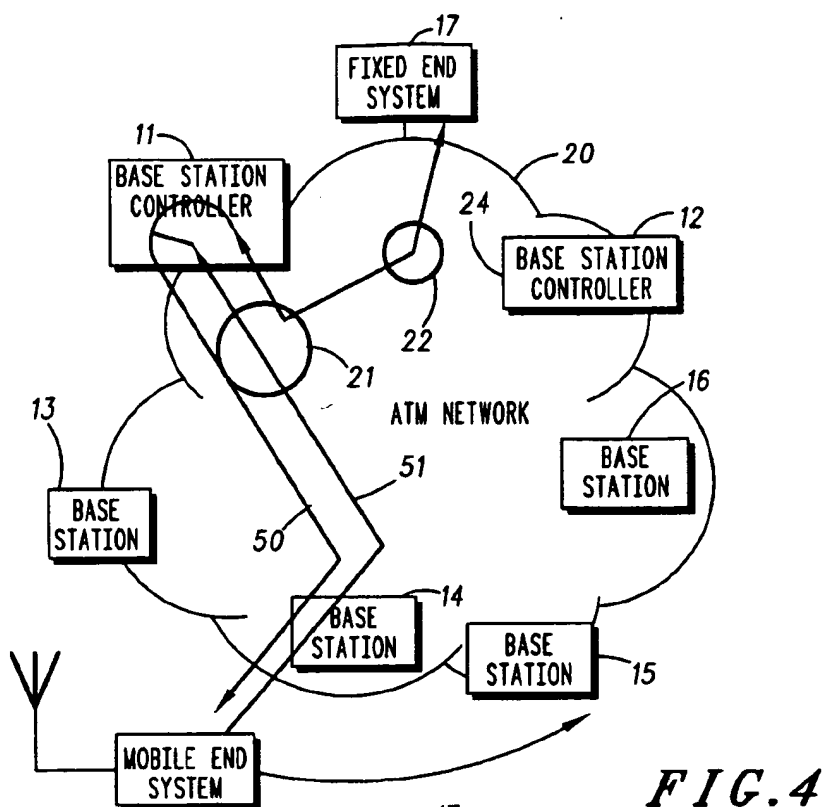 17
FIXED END
SYSTEM
11
BASE STATION
CONTROLLER
20
24
12
BASE STATION
CONTROLLER
22
21
16
13
ATM NETWORK
BASE
STATION
51
BASE
STATION
50
14
BASE
STATION
BASE
STATION
15
MOBILE END
SYSTEM
FIG.4